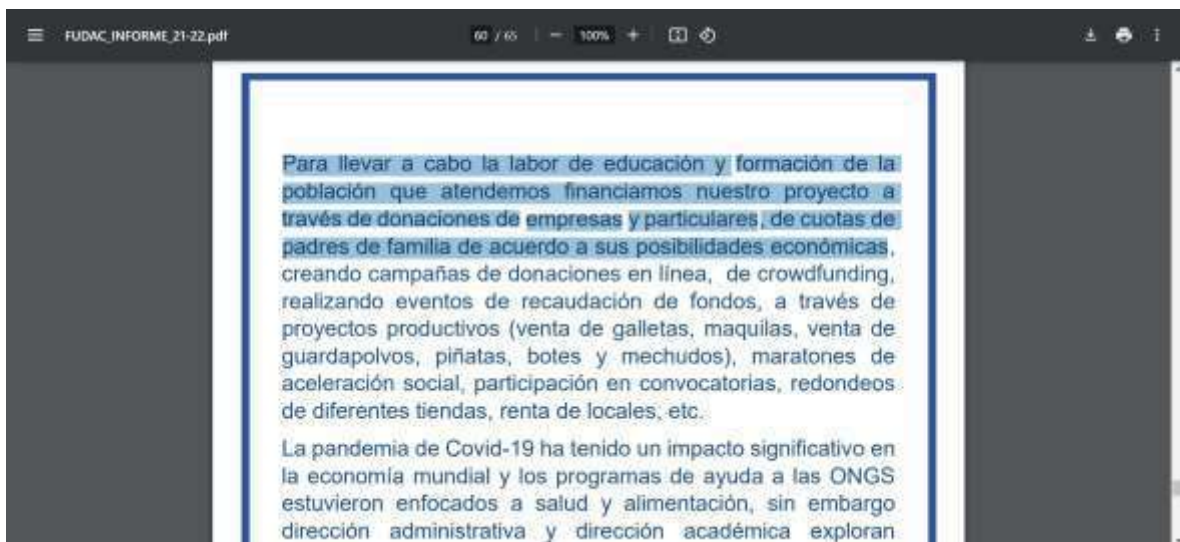 FUDAC_INFORME_21-22.pdf
60 / 65
100%
Para llevar a cabo la labor de educación y formación de la
población que atendemos financiamos nuestro proyecto a
través de donaciones de empresas y particulares, de cuotas de
padres de familia de acuerdo a sus posibilidades económicas,
creando campañas de donaciones en línea, de crowdfunding,
realizando eventos de recaudación de fondos, a través de
proyectos productivos (venta de galletas, maquilas, venta de
guardapolvos, piñatas, botes y mechudos), maratones de
aceleración social, participación en convocatorias, redondeos
de diferentes tiendas, renta de locales, etc.
La pandemia de Covid-19 ha tenido un impacto significativo en
la economía mundial y los programas de ayuda a las ONGS
estuvieron enfocados a salud y alimentación, sin embargo
dirección administrativa y dirección académica exploran